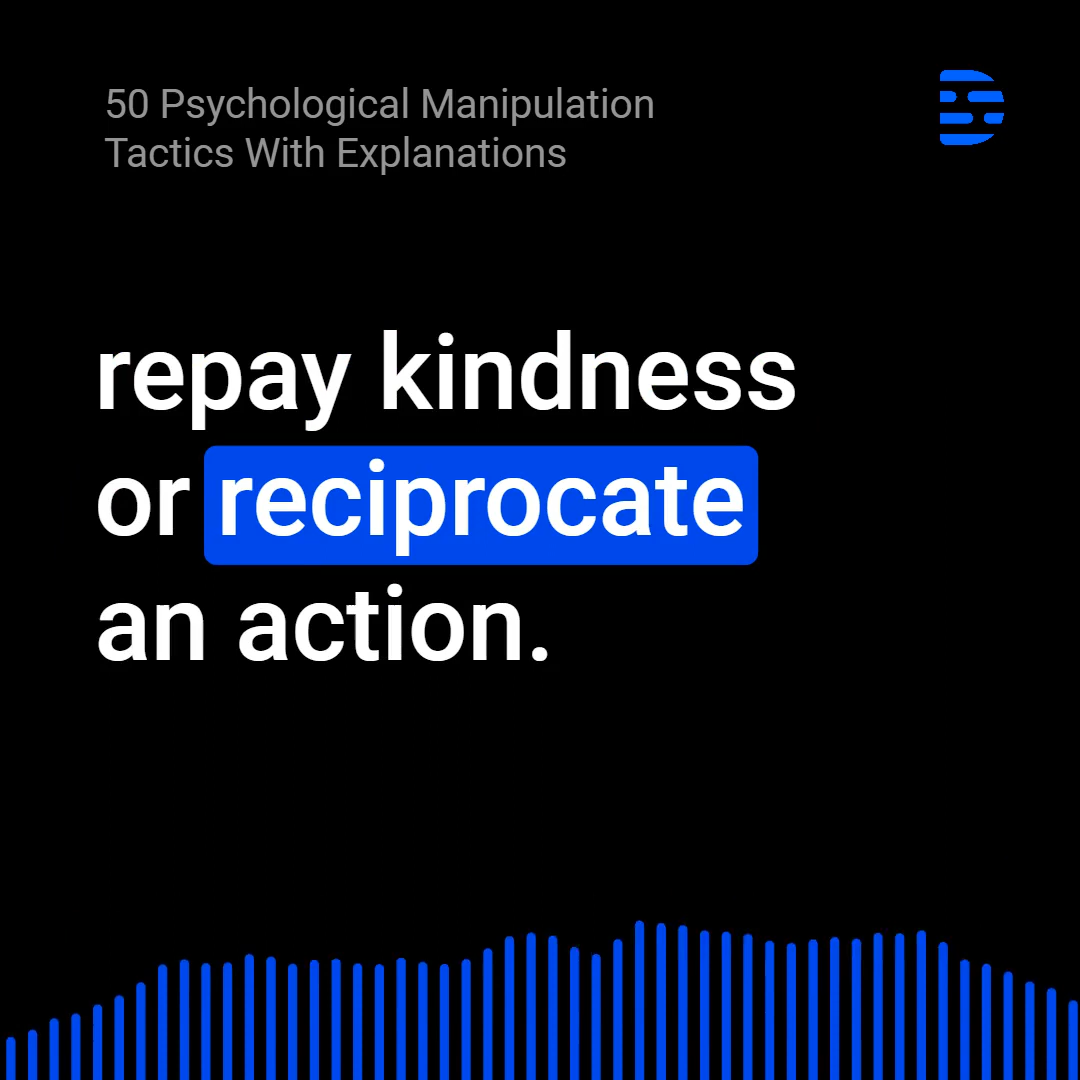 50 Psychological Manipulation
Tactics With Explanations
repay kindness
or reciprocate
an action.